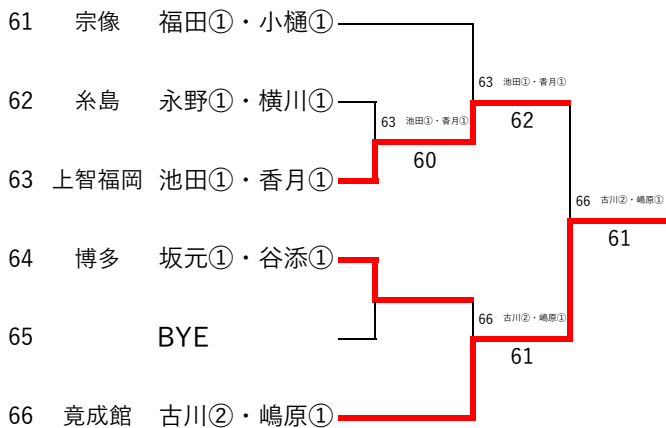 61 宗像 福田①・小樋①
63 池田①・香月①
62 糸島 永野①・横川①
62
63 池田①・香月①
60
63 上智福岡 池田①・香月①
66 古川②・嶋原①
61
64 博多 坂元①・谷添①
66 古川②・嶋原①
65 BYE
61
66 竟成館 古川②・嶋原①